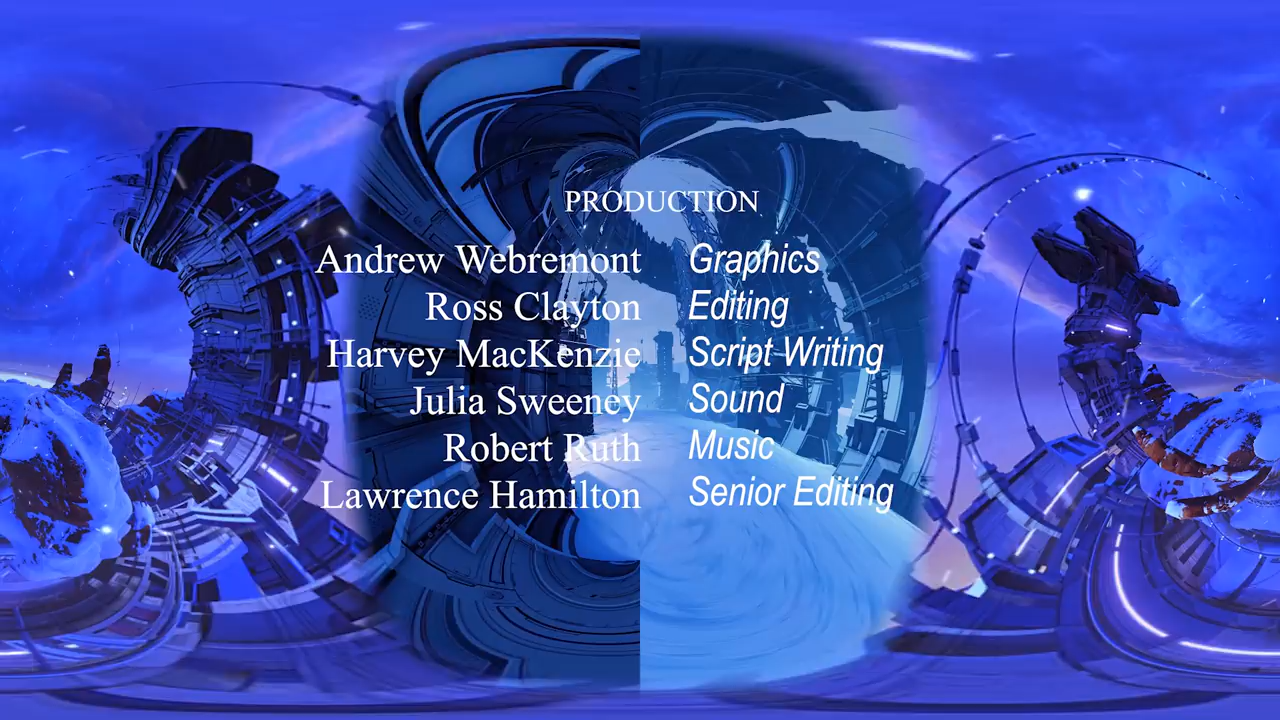 PRODUCTION
Andrew Webremont Graphics
Ross Clayton Editing
Harvey MacKenzie Script Writing
Julia Sweeney Sound
Robert Ruth Music
Lawrence Hamilton Senior Editing